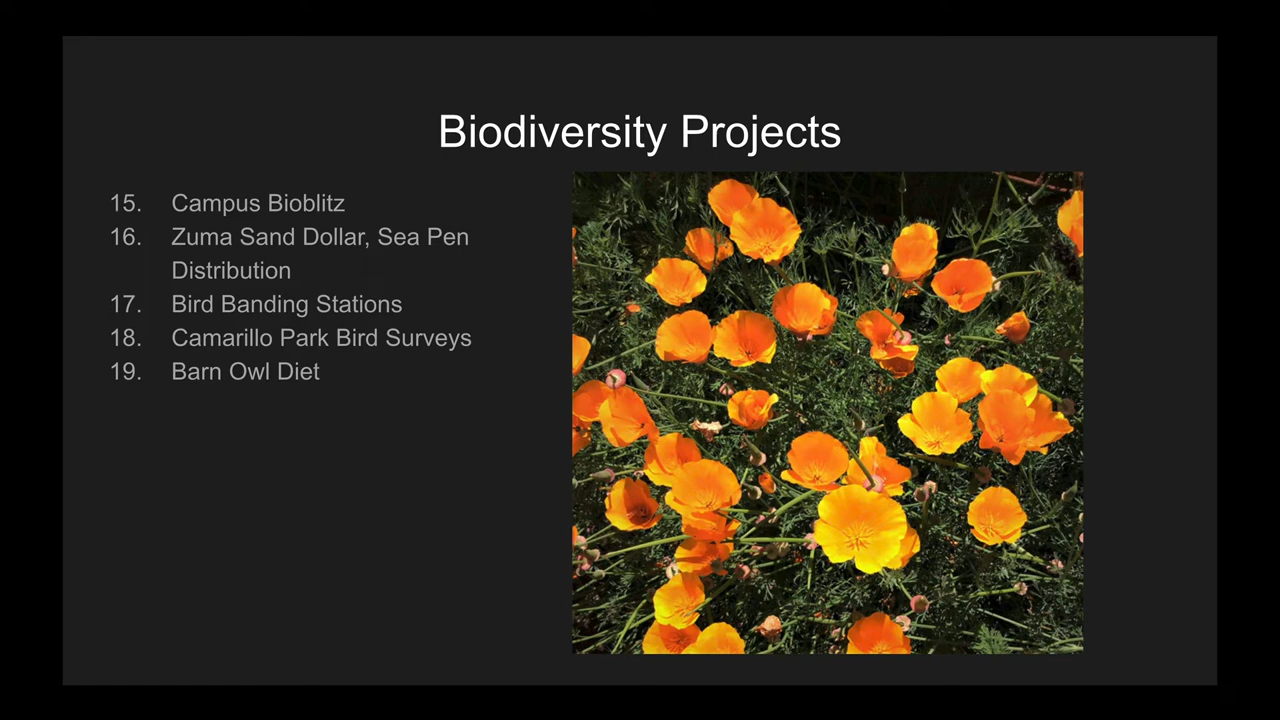 Biodiversity Projects
15. Campus Bioblitz
16. Zuma Sand Dollar, Sea Pen
Distribution
17. Bird Banding Stations
18. Camarillo Park Bird Surveys
19. Barn Owl Diet